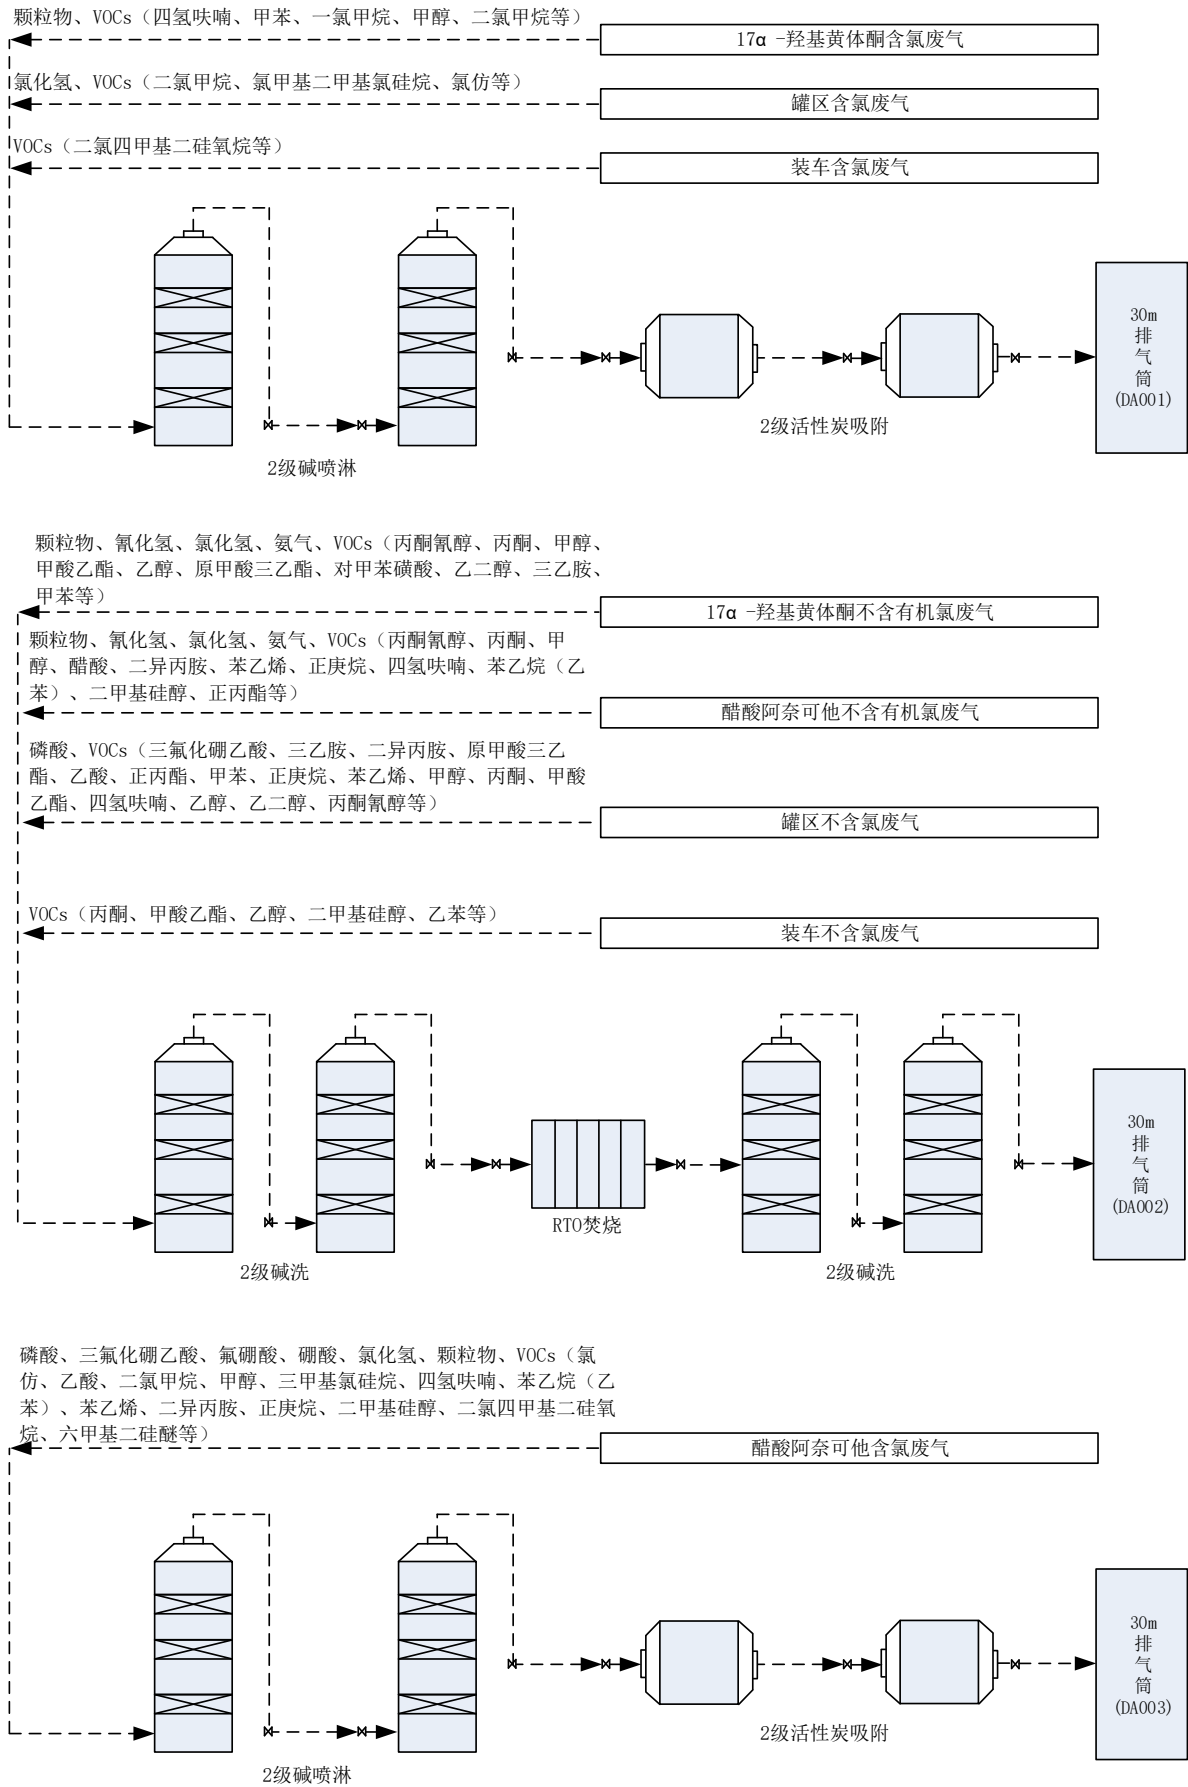 颗粒物、VOCs（四氢呋喃、甲苯、一氯甲烷、甲醇、二氯甲烷等）
17α -羟基黄体酮含氯废气
氯化氢、VOCs（二氯甲烷、氯甲基二甲基氯硅烷、氯仿等）
罐区含氯废气
VOCs（二氯四甲基二硅氧烷等）
装车含氯废气
30m
排
气
筒
(DA001)
2级活性炭吸附
2级碱喷淋
颗粒物、氰化氢、氯化氢、氨气、VOCs（丙酮氰醇、丙酮、甲醇、
甲酸乙酯、乙醇、原甲酸三乙酯、对甲苯磺酸、乙二醇、三乙胺、
甲苯等）
17α -羟基黄体酮不含有机氯废气
颗粒物、氰化氢、氯化氢、氨气、VOCs（丙酮氰醇、丙酮、甲
醇、醋酸、二异丙胺、苯乙烯、正庚烷、四氢呋喃、苯乙烷（乙
苯）、二甲基硅醇、正丙酯等）
醋酸阿奈可他不含有机氯废气
磷酸、VOCs（三氟化硼乙酸、三乙胺、二异丙胺、原甲酸三乙
酯、乙酸、正丙酯、甲苯、正庚烷、苯乙烯、甲醇、丙酮、甲酸
乙酯、四氢呋喃、乙醇、乙二醇、丙酮氰醇等）
罐区不含氯废气
VOCs（丙酮、甲酸乙酯、乙醇、二甲基硅醇、乙苯等）
装车不含氯废气
30m
排
气
筒
(DA002)
RTO焚烧
2级碱洗
2级碱洗
磷酸、三氟化硼乙酸、氟硼酸、硼酸、氯化氢、颗粒物、VOCs（氯
仿、乙酸、二氯甲烷、甲醇、三甲基氯硅烷、四氢呋喃、苯乙烷（乙
苯）、苯乙烯、二异丙胺、正庚烷、二甲基硅醇、二氯四甲基二硅氧
烷、六甲基二硅醚等）
醋酸阿奈可他含氯废气
30m
排
气
筒
(DA003)
2级活性炭吸附
2级碱喷淋